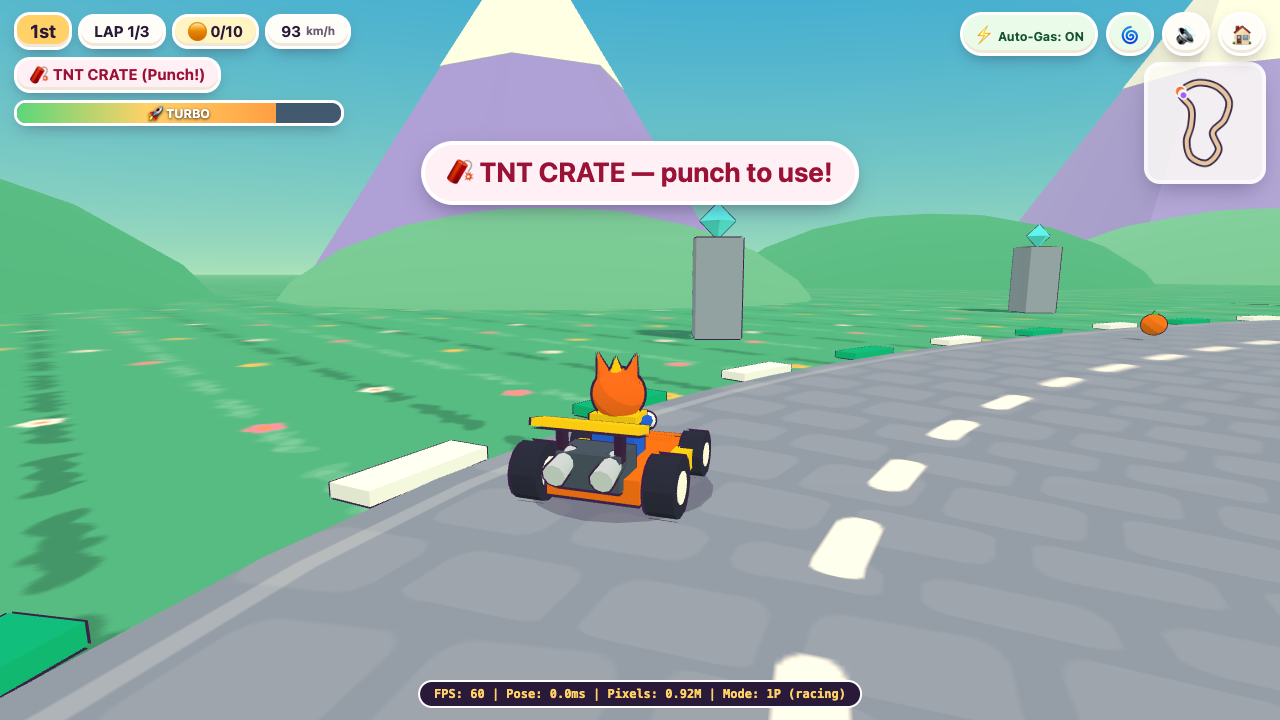 1st
LAP 1/3
0/10
93 km/h
Auto-Gas: ON
TNT CRATE (Punch!)
TURBO
TNT CRATE — punch to use!
FPS: 60 | Pose: 0.0ms | Pixels: 0.92M | Mode: 1P (racing)